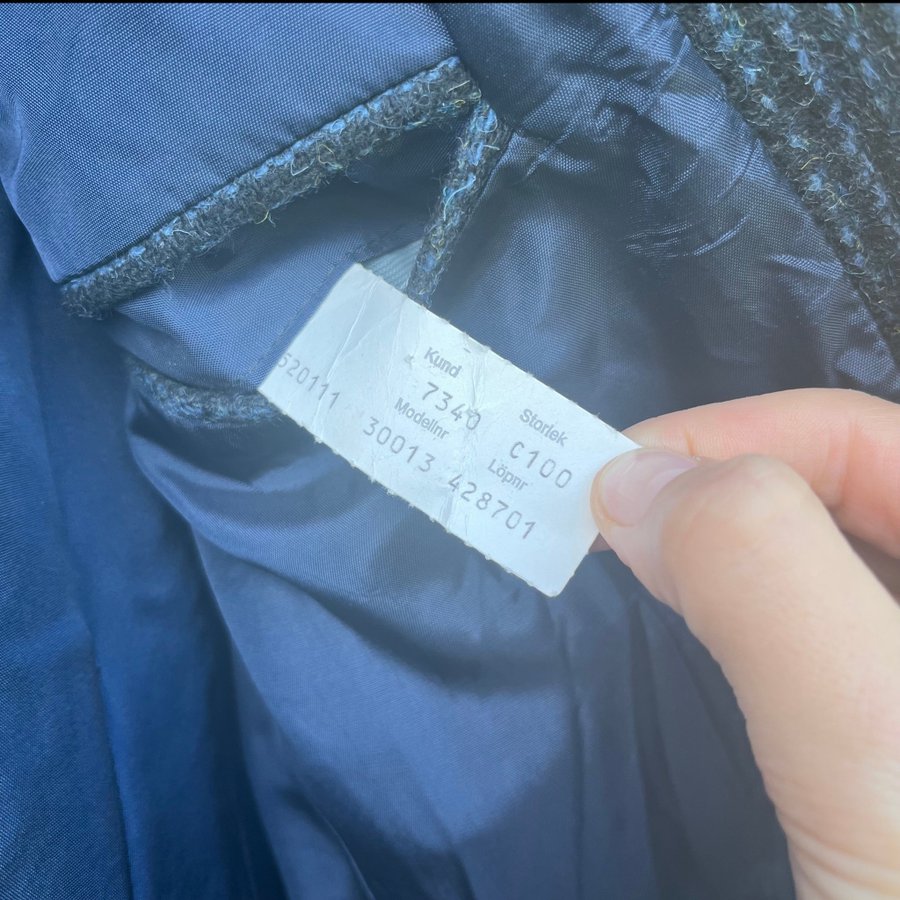 Kund Storlek
7340 C100
Modellnr Löpnr
520111 30013 428701